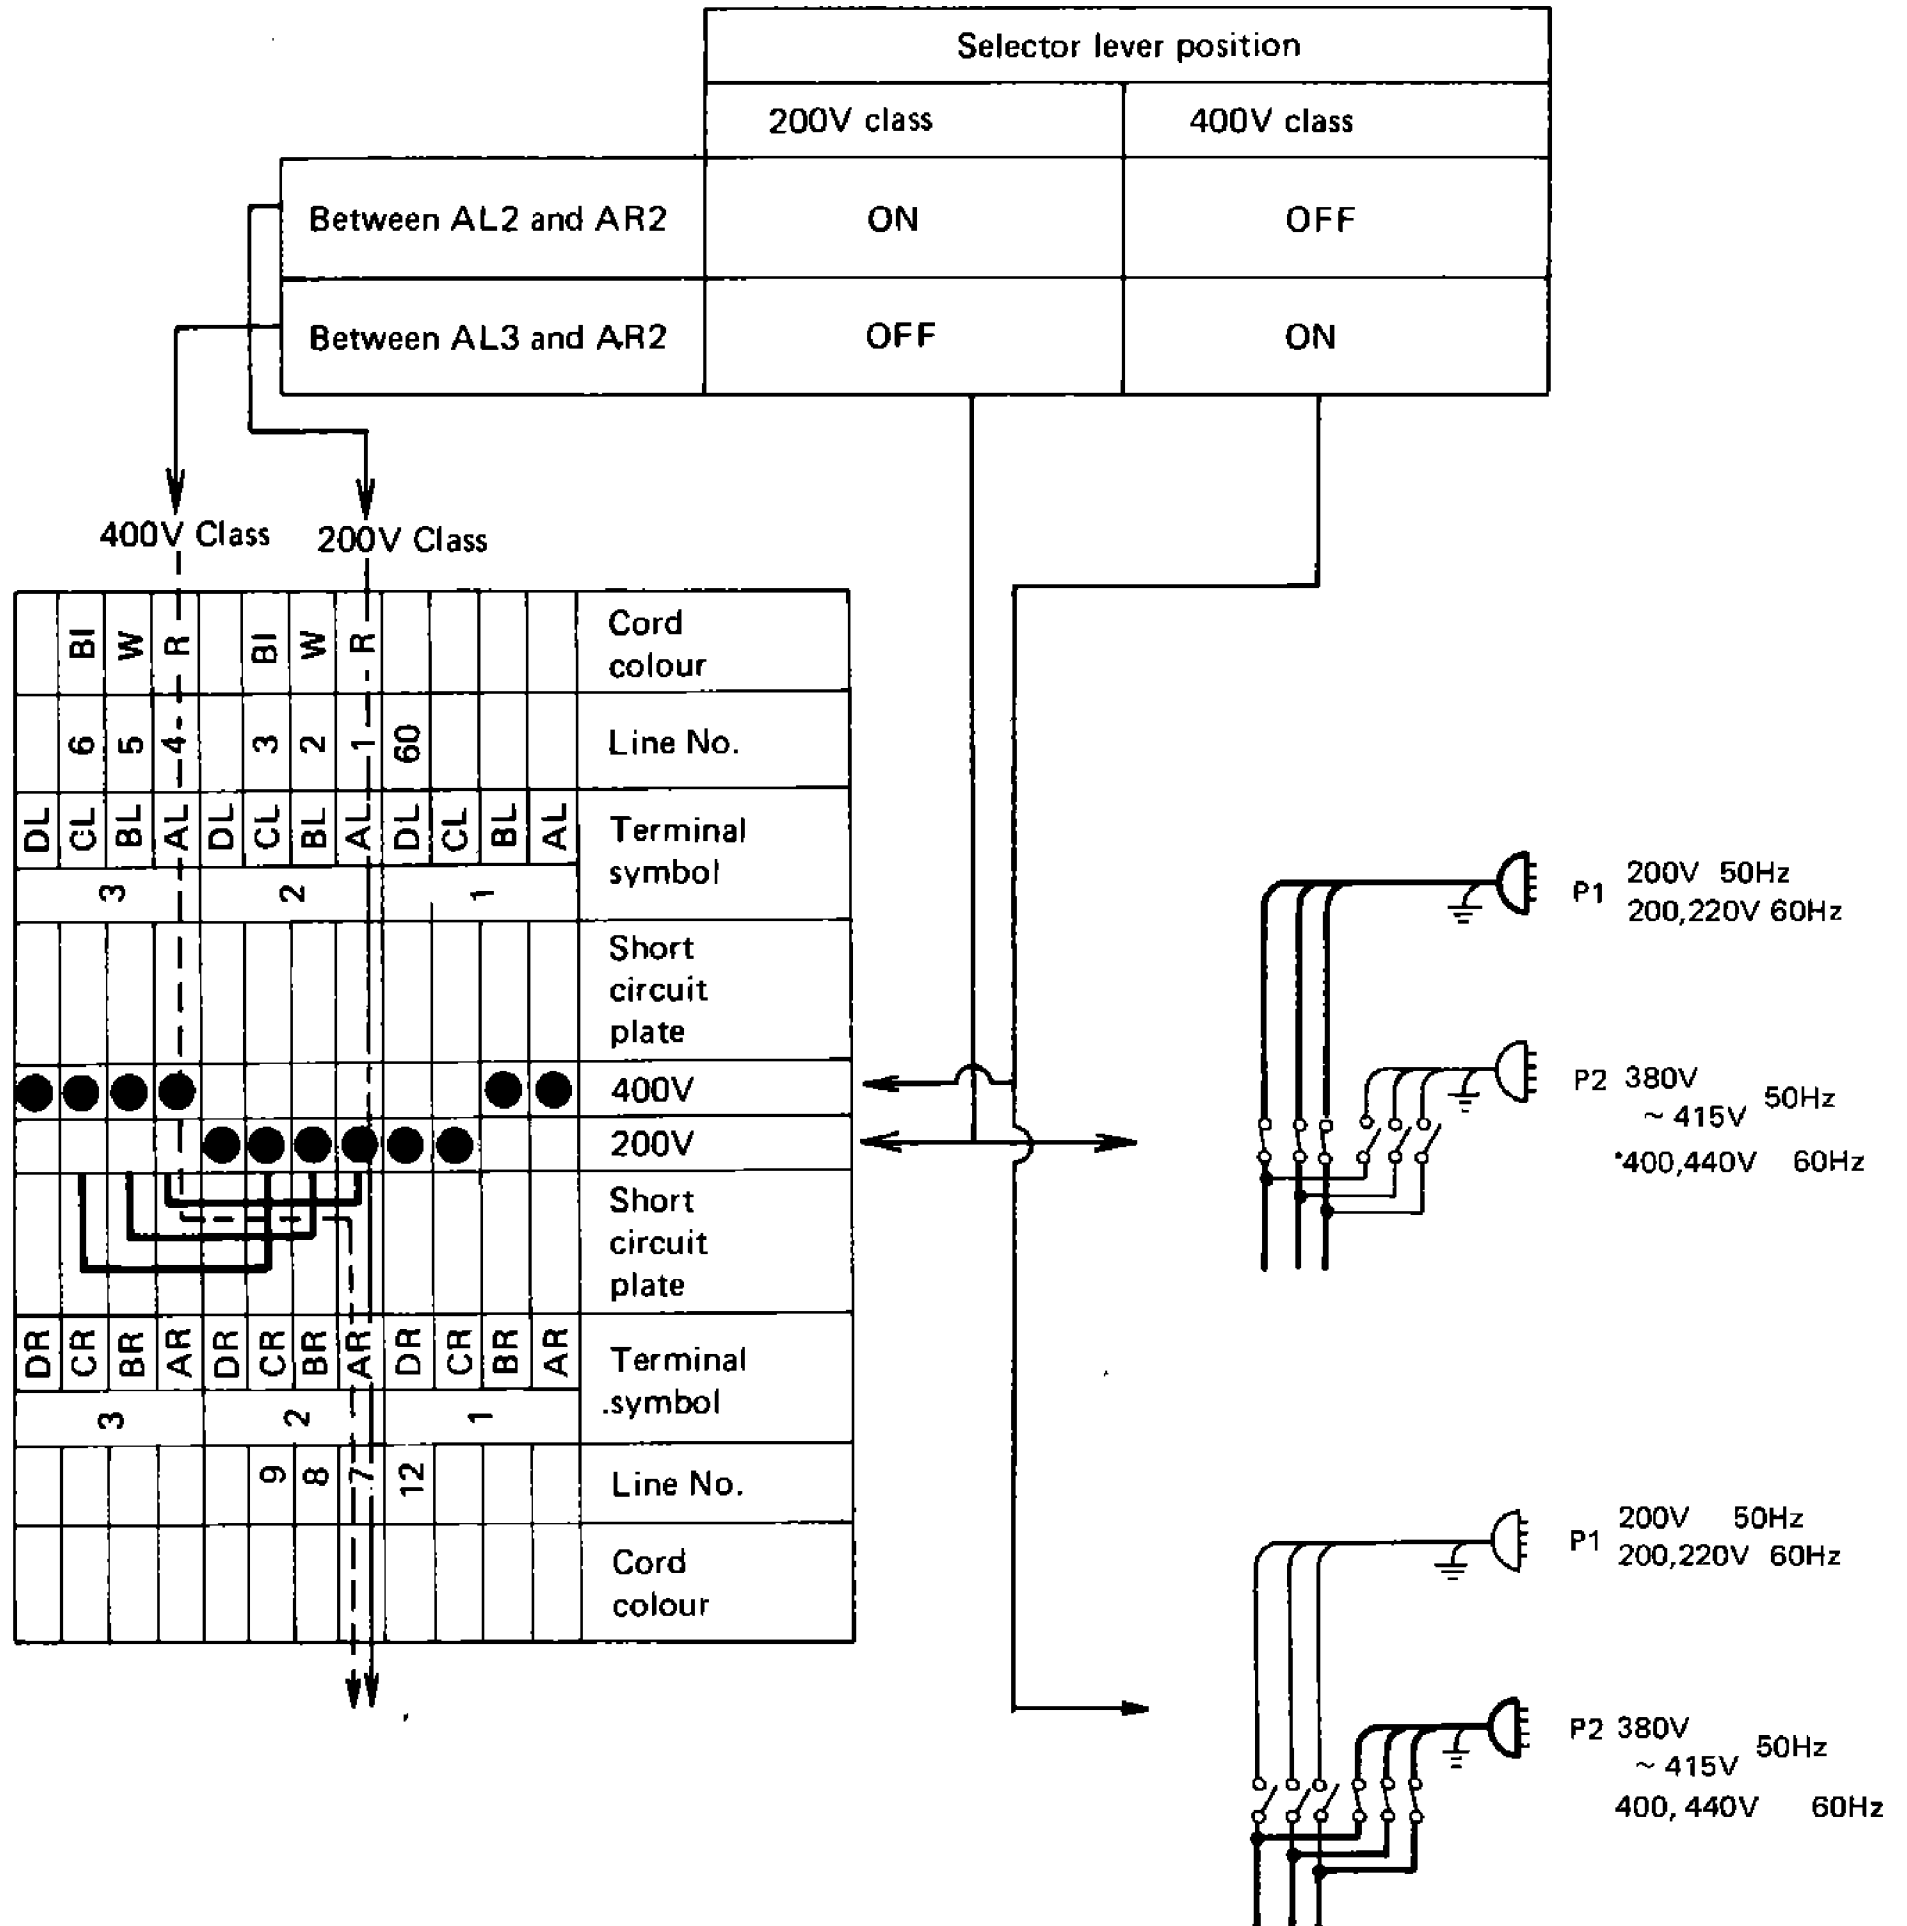 Selector lever position
200V class 400V class
Between AL2 and AR2 ON OFF
Between AL3 and AR2 OFF ON
400V Class 200V Class
BI W R BI W R Cord
colour
6 5 4 3 2 1 60 Line No.
DL CL BL AL DL CL BL AL DL CL BL AL Terminal
symbol
3 2 1
Short
circuit
plate
400V
200V
Short
circuit
plate
DR CR BR AR DR CR BR AR DR CR BR AR Terminal
.symbol
3 2 1
9 8 7 12 Line No.
Cord
colour
P1 200V 50Hz
200,220V 60Hz
P2 380V
~ 415V 50Hz
*400,440V 60Hz
P1 200V 50Hz
200,220V 60Hz
P2 380V
~ 415V 50Hz
400, 440V 60Hz